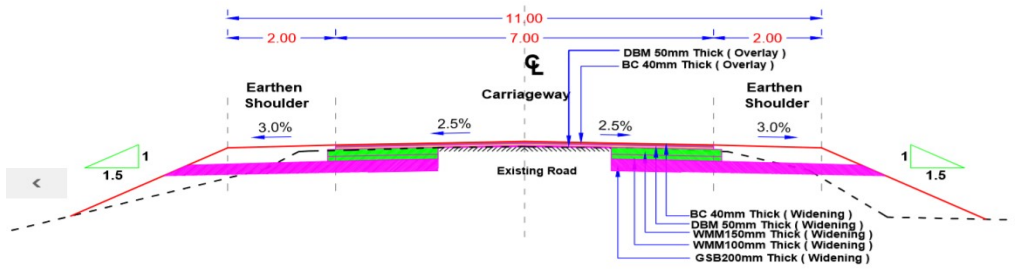 11.00
2.00
7.00
2.00
DBM 50mm Thick ( Overlay )
BC 40mm Thick ( Overlay )
℄
Earthen
Shoulder
Carriageway
Earthen
Shoulder
3.0%
2.5%
2.5%
3.0%
1
1.5
1
1.5
Existing Road
BC 40mm Thick ( Widening )
DBM 50mm Thick ( Widening )
WMM150mm Thick ( Widening )
WMM100mm Thick ( Widening )
GSB200mm Thick ( Widening )